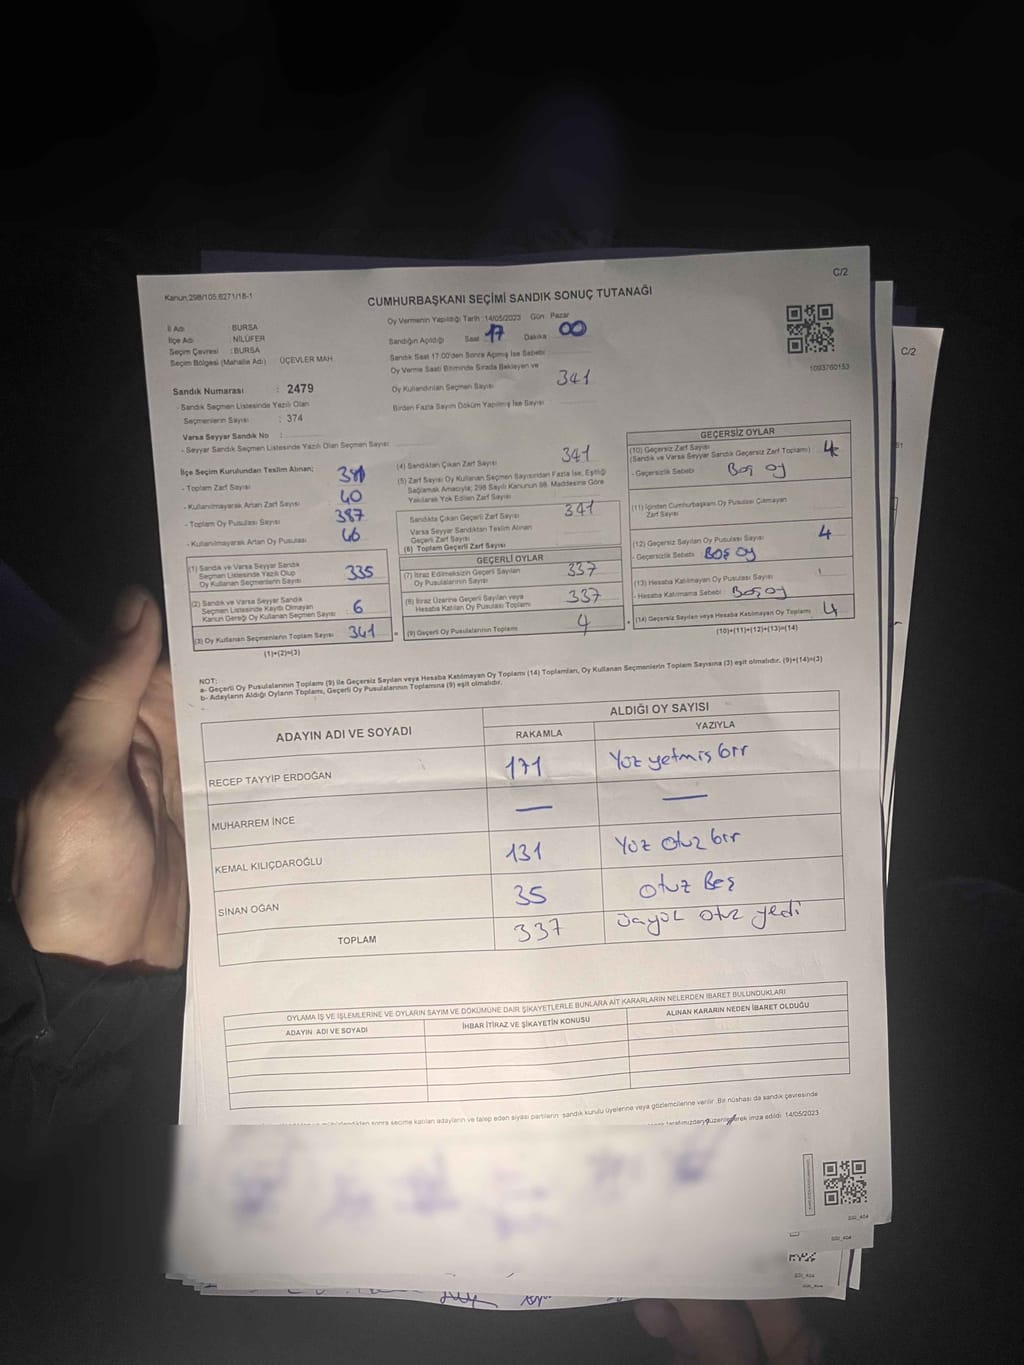 C/2
Kanun:298/105;6271/18-1
CUMHURBAŞKANI SEÇİMİ SANDIK SONUÇ TUTANAĞI
İl Adı : BURSA
İlçe Adı : NİLÜFER
Seçim Çevresi : BURSA
Seçim Bölgesi (Mahalle Adı) : ÜÇEVLER MAH.
Oy Vermenin Yapıldığı Tarih :14/05/2023 Gün: Pazar
Sandığın Açıldığı Saat 17 Dakika 00
Sandık Saat 17.00'den Sonra Açılmış İse Sebebi
Oy Verme Saati Bitiminde Sırada Bekleyen ve
Oy Kullandırılan Seçmen Sayısı 341
Birden Fazla Sayım Döküm Yapılmış İse Sayısı
1093760153
C/2
Sandık Numarası : 2479
- Sandık Seçmen Listesinde Yazılı Olan
Seçmenlerin Sayısı : 374
Varsa Seyyar Sandık No :
- Seyyar Sandık Seçmen Listesinde Yazılı Olan Seçmen Sayısı
İlçe Seçim Kurulundan Teslim Alınan;
- Toplam Zarf Sayısı
- Kullanılmayarak Artan Zarf Sayısı 40
- Toplam Oy Pusulası Sayısı 387
- Kullanılmayarak Artan Oy Pusulası
(1) Sandık ve Varsa Seyyar Sandık
Seçmen Listesinde Yazılı Olup
Oy Kullanan Seçmenlerin Sayısı 335
(2) Sandık ve Varsa Seyyar Sandık
Seçmen Listesinde Kaydı Olmayan
Kanun Gereği Oy Kullanan Seçmen Sayısı 6
(3) Oy Kullanan Seçmenlerin Toplam Sayısı 341
(1)+(2)=(3)
(4) Sandıktan Çıkan Zarf Sayısı 341
(5) Zarf Sayısı Oy Kullanan Seçmen Sayısından Fazla İse, Eşitliği
Sağlamak Amacıyla; 298 Sayılı Kanunun 98. Maddesine Göre
Yakılarak Yok Edilen Zarf Sayısı
Sandıkta Çıkan Geçerli Zarf Sayısı 341
Varsa Seyyar Sandıktan Teslim Alınan
Geçerli Zarf Sayısı
(6) Toplam Geçerli Zarf Sayısı
GEÇERLİ OYLAR
(7) İtiraz Edilmeksizin Geçerli Sayılan
Oy Pusulalarının Sayısı 337
(8) İtiraz Üzerine Geçerli Sayılan veya
Hesaba Katılan Oy Pusulası Toplamı 337
= (9) Geçerli Oy Pusulalarının Toplamı 4
GEÇERSİZ OYLAR
(10) Geçersiz Zarf Sayısı
(Sandık ve Varsa Seyyar Sandık Geçersiz Zarf Toplamı) 4
- Geçersizlik Sebebi Boş oy
(11) İçinden Cumhurbaşkanı Oy Pusulası Çıkmayan
Zarf Sayısı
(12) Geçersiz Sayılan Oy Pusulası Sayısı 4
- Geçersizlik Sebebi Boş oy
(13) Hesaba Katılmayan Oy Pusulası Sayısı
- Hesaba Katılmama Sebebi Boş oy
+ (14) Geçersiz Sayılan veya Hesaba Katılmayan Oy Toplamı 4
(10)+(11)+(12)+(13)=(14)
NOT:
a- Geçerli Oy Pusulalarının Toplamı (9) ile Geçersiz Sayılan veya Hesaba Katılmayan Oy Toplamı (14) Toplamları, Oy Kullanan Seçmenlerin Toplam Sayısına (3) eşit olmalıdır. (9)+(14)=(3)
b- Adayların Aldığı Oyların Toplamı, Geçerli Oy Pusulalarının Toplamına (9) eşit olmalıdır.
ADAYIN ADI VE SOYADI
ALDIĞI OY SAYISI
RAKAMLA YAZIYLA
RECEP TAYYİP ERDOĞAN 171 Yüz yetmiş bir
MUHARREM İNCE — —
KEMAL KILIÇDAROĞLU 131 Yüz otuz bir
SİNAN OĞAN 35 otuz Beş
TOPLAM 337 üçyüz otuz yedi
OYLAMA İŞ VE İŞLEMLERİNE VE OYLARIN SAYIM VE DÖKÜMÜNE DAİR ŞİKAYETLERLE BUNLARA AİT KARARLARIN NELERDEN İBARET BULUNDUKLARI
ADAYIN ADI VE SOYADI İHBAR İTİRAZ VE ŞİKAYETİN KONUSU ALINAN KARARIN NEDEN İBARET OLDUĞU
sonra seçime katılan adayların ve talep eden siyasi partilerin sandık kurulu üyelerine veya gözlemcilerine verilir. Bir nüshası da sandık çevresinde
imza edildi. 14/05/2023